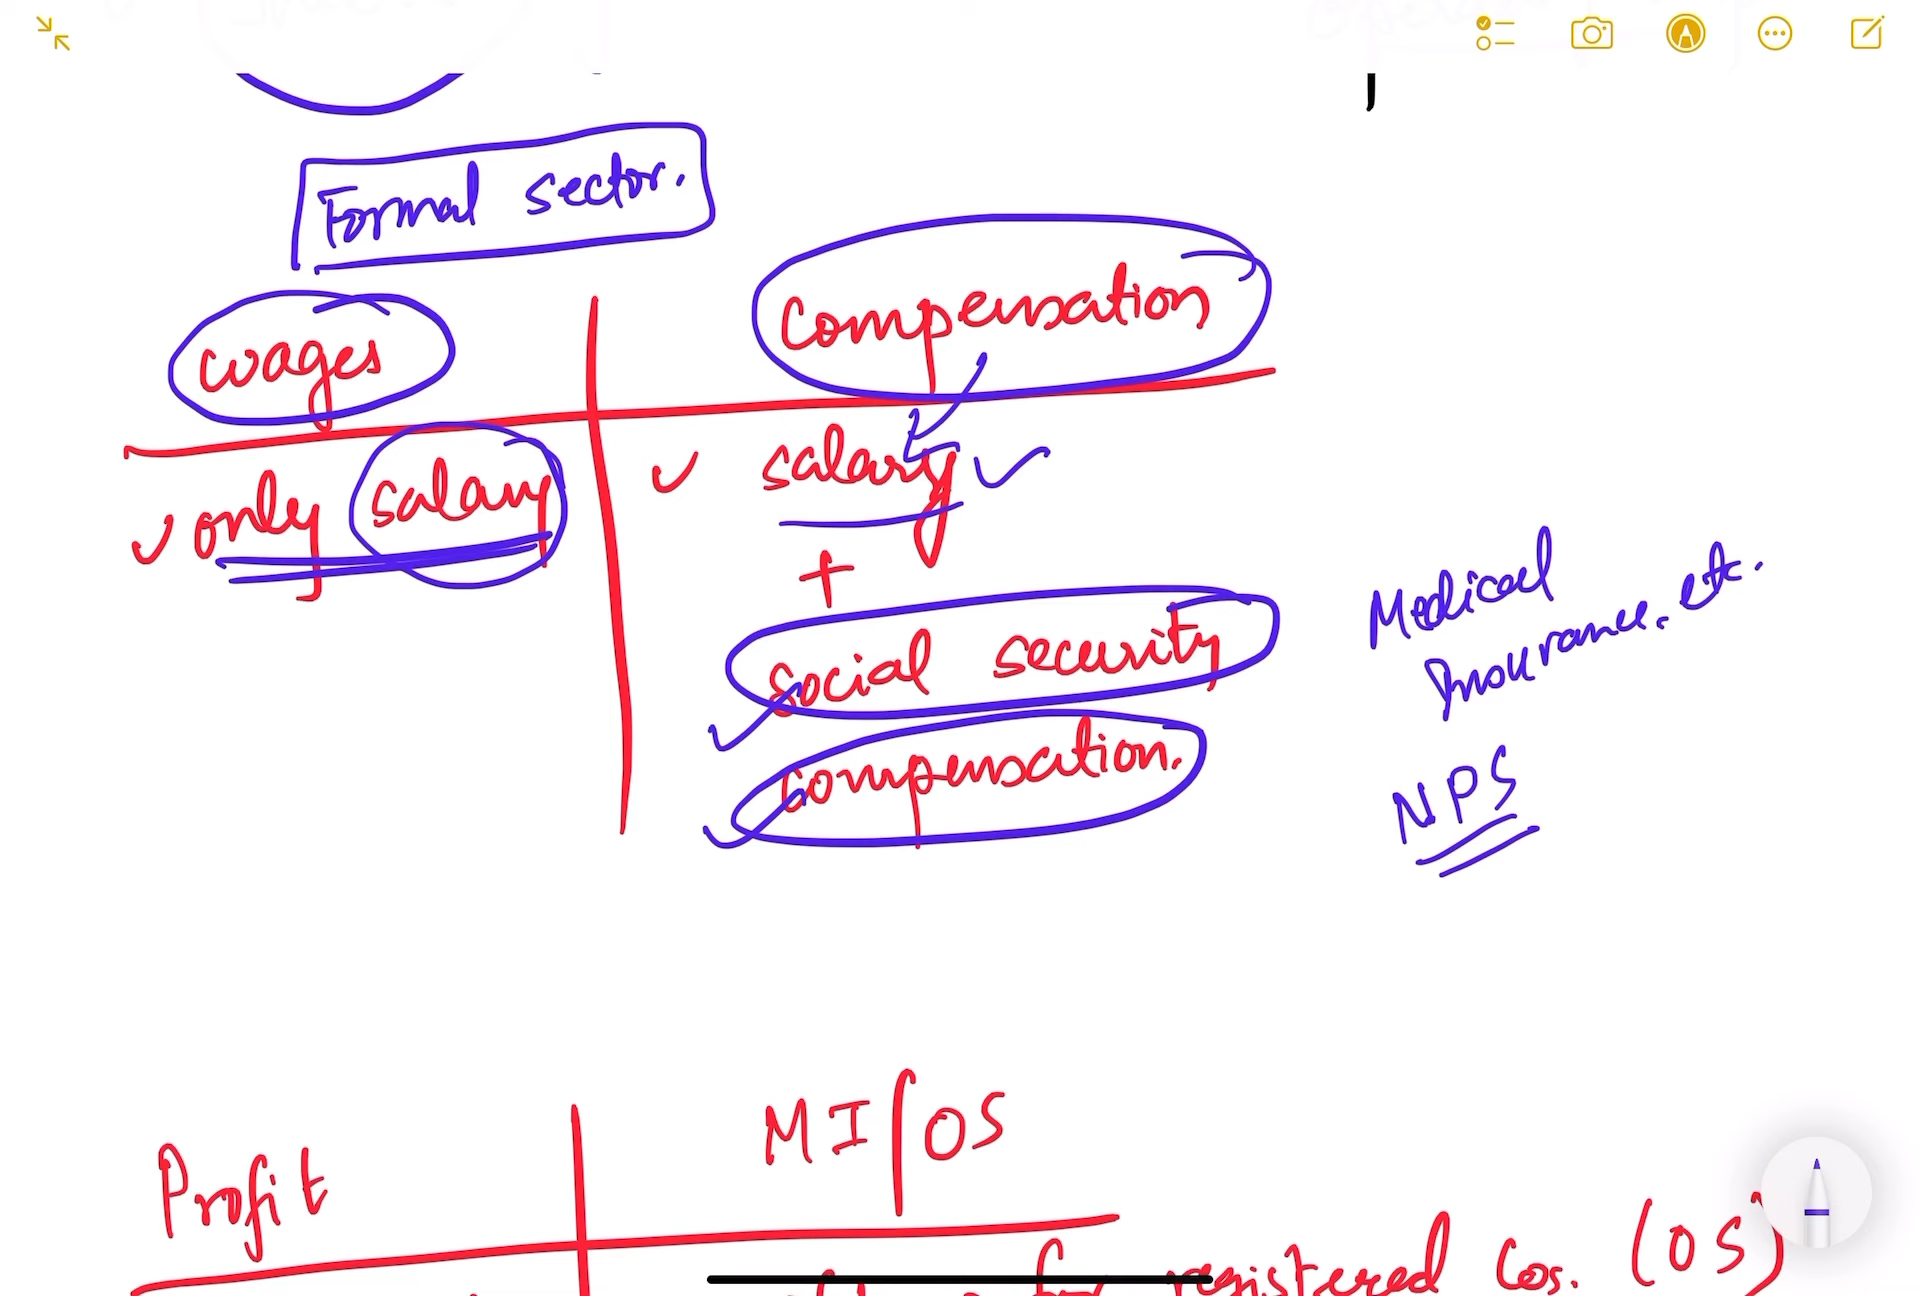 Formal sector.
wages
compensation
only salary
salary
+
social security
compensation.
Medical
Insurance. etc.
NPS
Profit
MI/OS
for registered Cos. (OS)